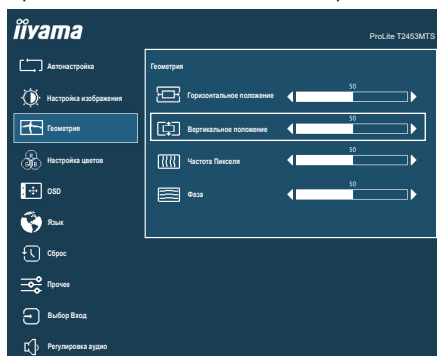 iiyama
ProLite T2453MTS
Автонастройка
Настройка изображения
Геометрия
Настройка цветов
R
G B
OSD
Язык
Сброс
Прочее
Выбор Вход
Регулировка аудио
Геометрия
50
Горизонтальное положение
50
Вертикальное положение
50
Частота Пикселя
50
Фаза